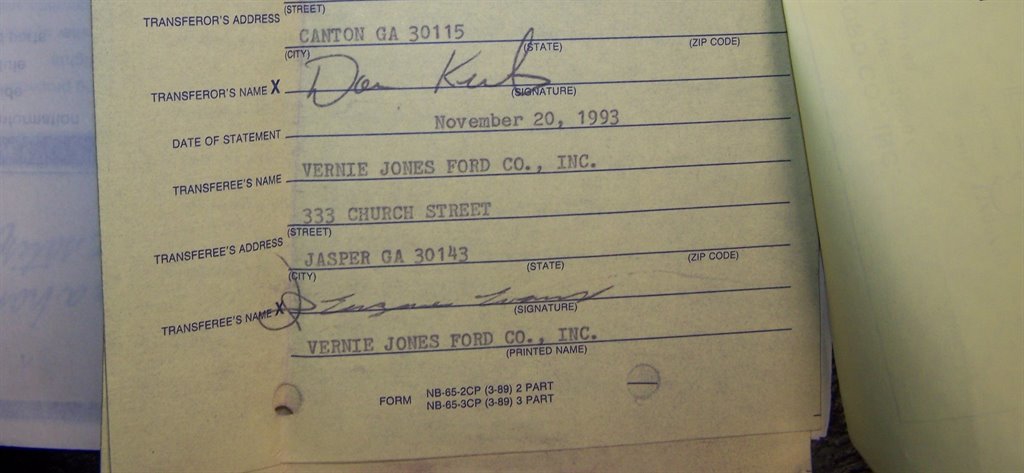 (STREET)
TRANSFEROR'S ADDRESS
CANTON GA 30115
(CITY) (STATE) (ZIP CODE)
TRANSFEROR'S NAME X Don
(SIGNATURE)
DATE OF STATEMENT November 20, 1993
TRANSFEREE'S NAME VERNIE JONES FORD CO., INC.
333 CHURCH STREET
(STREET)
TRANSFEREE'S ADDRESS
JASPER GA 30143
(CITY) (STATE) (ZIP CODE)
TRANSFEREE'S NAME X
(SIGNATURE)
VERNIE JONES FORD CO., INC.
(PRINTED NAME)
FORM NB-65-2CP (3-89) 2 PART
NB-65-3CP (3-89) 3 PART